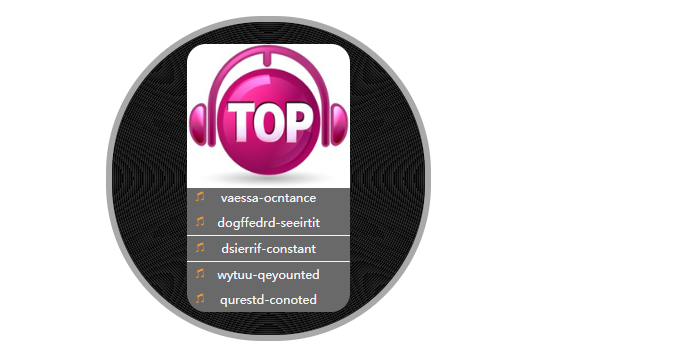 TOP
vaessa-ocntance
dogffedrd-seeirtit
dsierrif-constant
wytuu-qeyounted
qurestd-conoted